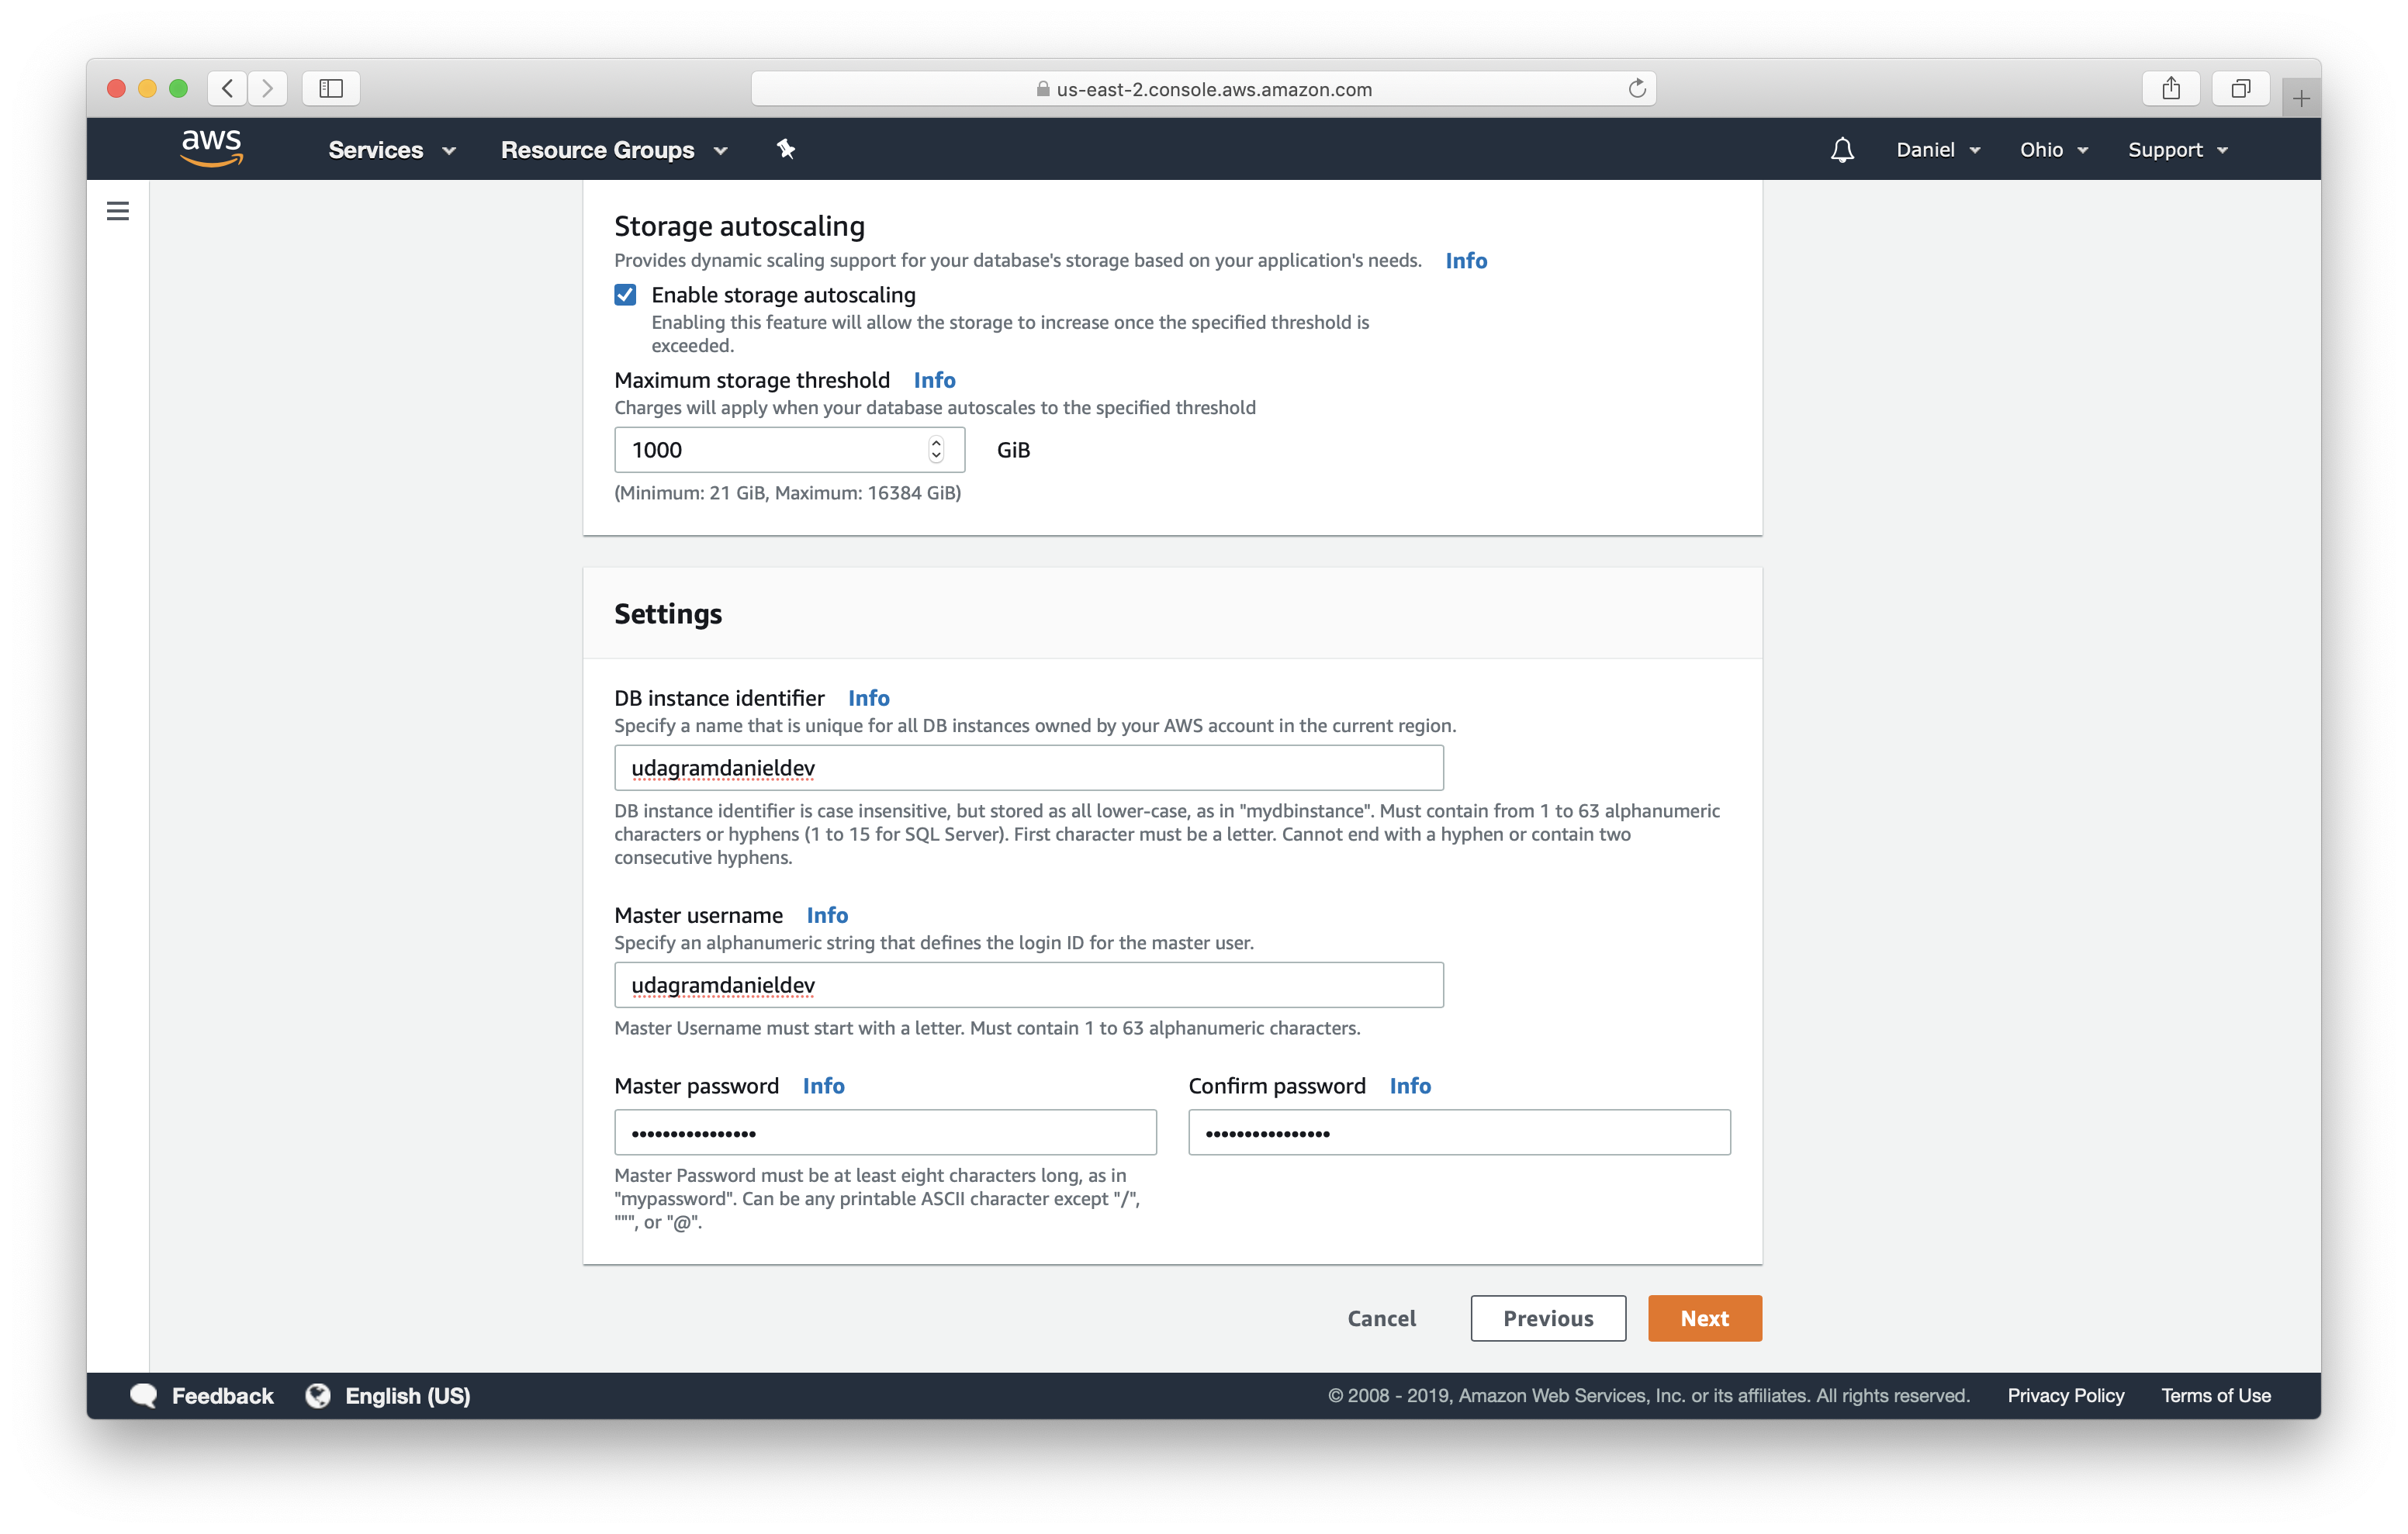 us-east-2.console.aws.amazon.com
aws
Services
Resource Groups
Daniel
Ohio
Support
Storage autoscaling
Provides dynamic scaling support for your database's storage based on your application's needs. Info
Enable storage autoscaling
Enabling this feature will allow the storage to increase once the specified threshold is
exceeded.
Maximum storage threshold Info
Charges will apply when your database autoscales to the specified threshold
1000 GiB
(Minimum: 21 GiB, Maximum: 16384 GiB)
Settings
DB instance identifier Info
Specify a name that is unique for all DB instances owned by your AWS account in the current region.
udagramdanieldev
DB instance identifier is case insensitive, but stored as all lower-case, as in "mydbinstance". Must contain from 1 to 63 alphanumeric
characters or hyphens (1 to 15 for SQL Server). First character must be a letter. Cannot end with a hyphen or contain two
consecutive hyphens.
Master username Info
Specify an alphanumeric string that defines the login ID for the master user.
udagramdanieldev
Master Username must start with a letter. Must contain 1 to 63 alphanumeric characters.
Master password Info
••••••••••••••••
Master Password must be at least eight characters long, as in
"mypassword". Can be any printable ASCII character except "/",
""", or "@".
Confirm password Info
••••••••••••••••
Cancel
Previous
Next
Feedback
English (US)
© 2008 - 2019, Amazon Web Services, Inc. or its affiliates. All rights reserved.
Privacy Policy
Terms of Use